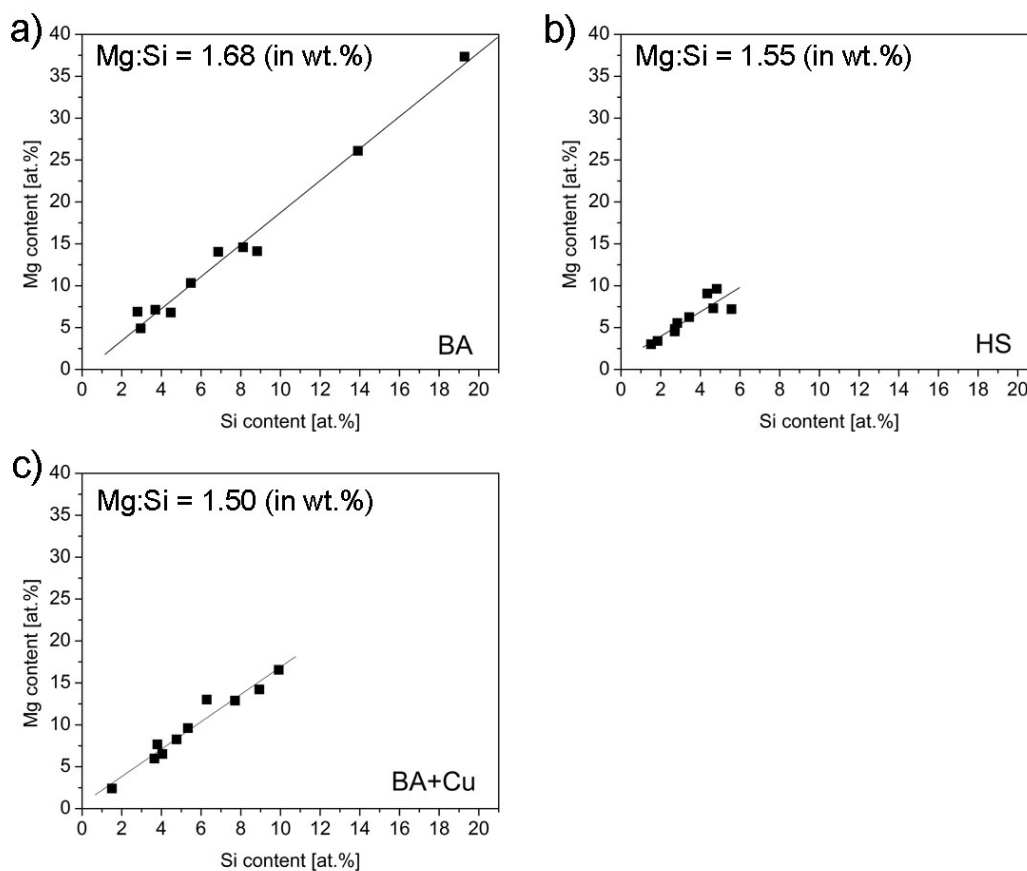 a)
Mg:Si = 1.68 (in wt.%)
40
35
30
25
20
15
10
5
0
Mg content [at.%]
BA
0 2 4 6 8 10 12 14 16 18 20
Si content [at.%]
b)
Mg:Si = 1.55 (in wt.%)
40
35
30
25
20
15
10
5
0
Mg content [at.%]
HS
0 2 4 6 8 10 12 14 16 18 20
Si content [at.%]
c)
Mg:Si = 1.50 (in wt.%)
40
35
30
25
20
15
10
5
0
Mg content [at.%]
BA+Cu
0 2 4 6 8 10 12 14 16 18 20
Si content [at.%]